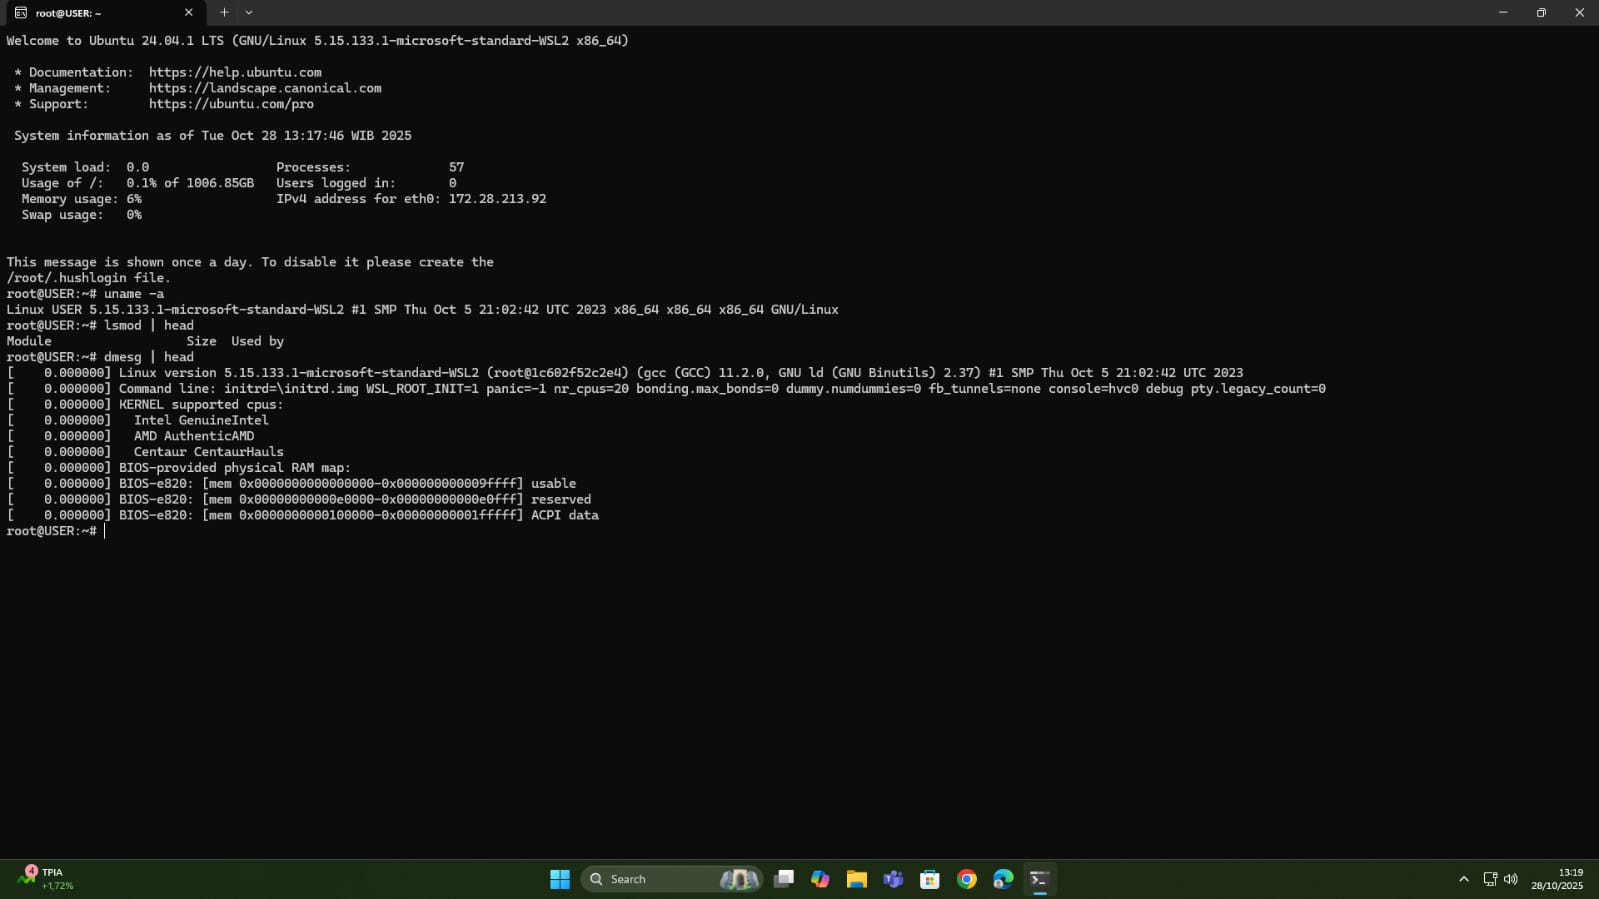 root@USER: ~
Welcome to Ubuntu 24.04.1 LTS (GNU/Linux 5.15.133.1-microsoft-standard-WSL2 x86_64)
* Documentation:  https://help.ubuntu.com
* Management:     https://landscape.canonical.com
* Support:        https://ubuntu.com/pro
System information as of Tue Oct 28 13:17:46 WIB 2025
System load:  0.0                 Processes:             57
Usage of /:   0.1% of 1006.85GB   Users logged in:       0
Memory usage: 6%                  IPv4 address for eth0: 172.28.213.92
Swap usage:   0%
This message is shown once a day. To disable it please create the
/root/.hushlogin file.
root@USER:~# uname -a
Linux USER 5.15.133.1-microsoft-standard-WSL2 #1 SMP Thu Oct 5 21:02:42 UTC 2023 x86_64 x86_64 x86_64 GNU/Linux
root@USER:~# lsmod | head
Module                  Size  Used by
root@USER:~# dmesg | head
[    0.000000] Linux version 5.15.133.1-microsoft-standard-WSL2 (root@1c602f52c2e4) (gcc (GCC) 11.2.0, GNU ld (GNU Binutils) 2.37) #1 SMP Thu Oct 5 21:02:42 UTC 2023
[    0.000000] Command line: initrd=\initrd.img WSL_ROOT_INIT=1 panic=-1 nr_cpus=20 bonding.max_bonds=0 dummy.numdummies=0 fb_tunnels=none console=hvc0 debug pty.legacy_count=0
[    0.000000] KERNEL supported cpus:
[    0.000000]   Intel GenuineIntel
[    0.000000]   AMD AuthenticAMD
[    0.000000]   Centaur CentaurHauls
[    0.000000] BIOS-provided physical RAM map:
[    0.000000] BIOS-e820: [mem 0x0000000000000000-0x000000000009ffff] usable
[    0.000000] BIOS-e820: [mem 0x00000000000e0000-0x00000000000e0fff] reserved
[    0.000000] BIOS-e820: [mem 0x0000000000100000-0x00000000001fffff] ACPI data
root@USER:~#
4
TPIA
+1,72%
Search
13:19
28/10/2025